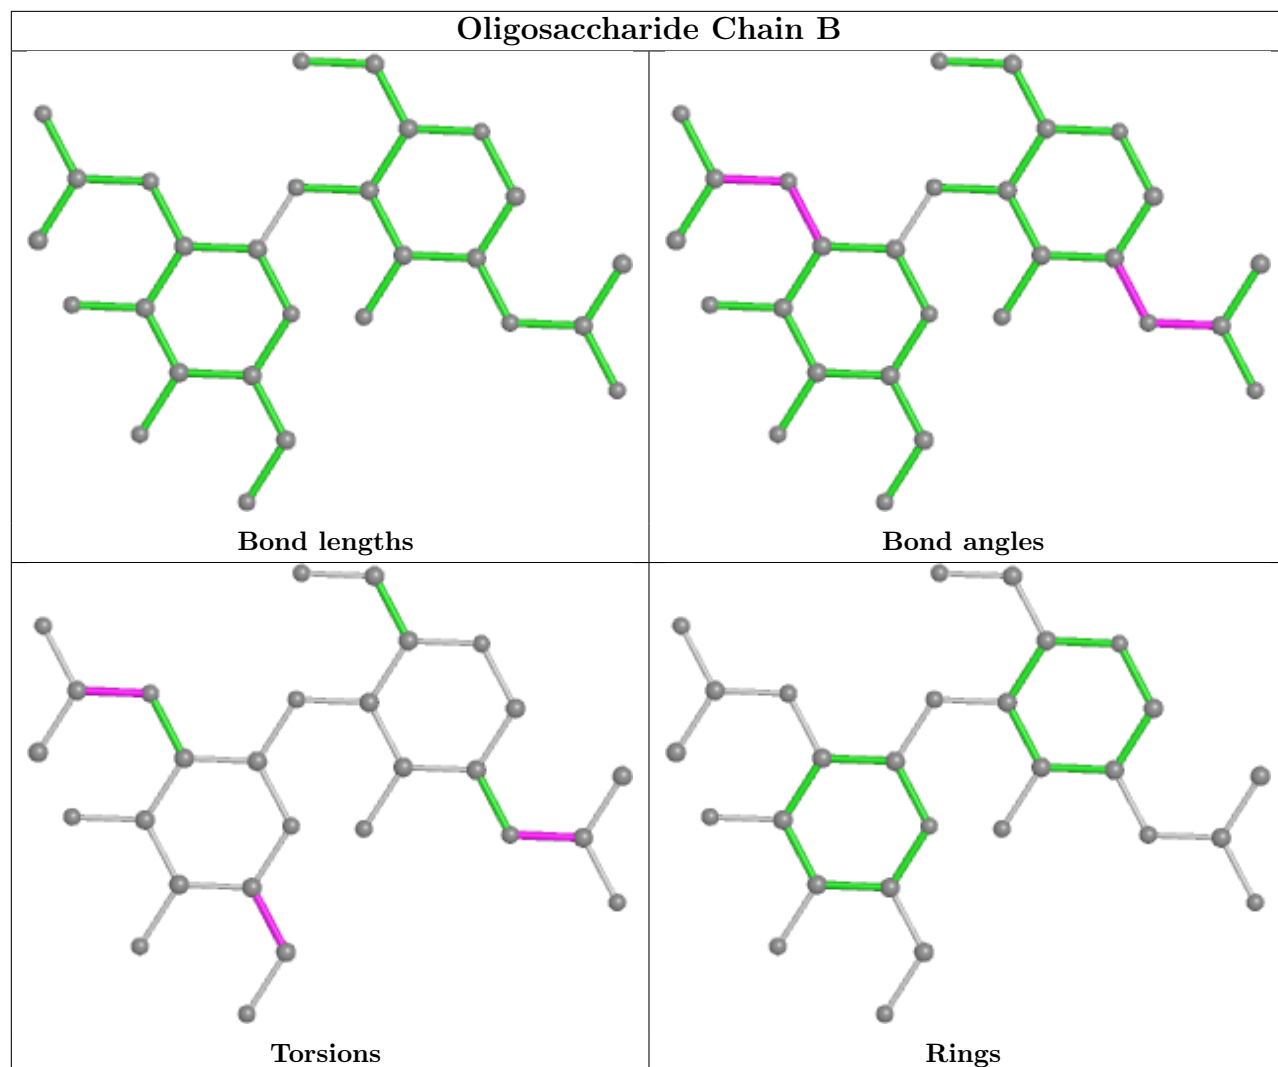 Oligosaccharide Chain B
Bond lengths
Bond angles
Torsions
Rings